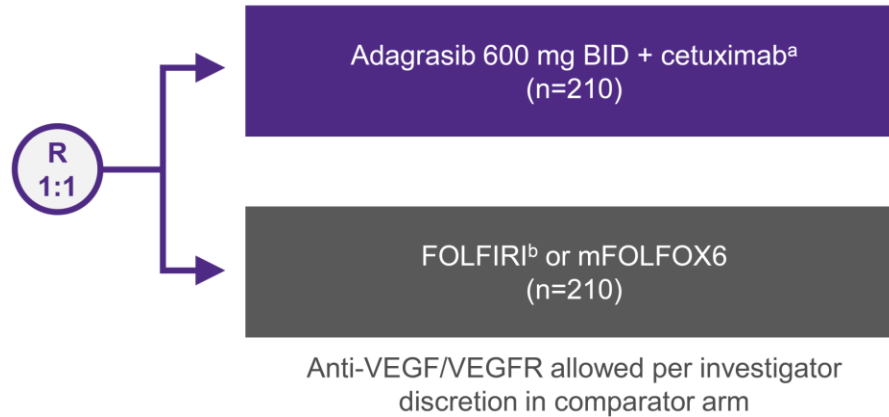 Adagrasib 600 mg BID + cetuximabᵃ
(n=210)
R
1:1
FOLFIRIᵇ or mFOLFOX6
(n=210)
Anti-VEGF/VEGFR allowed per investigator
discretion in comparator arm